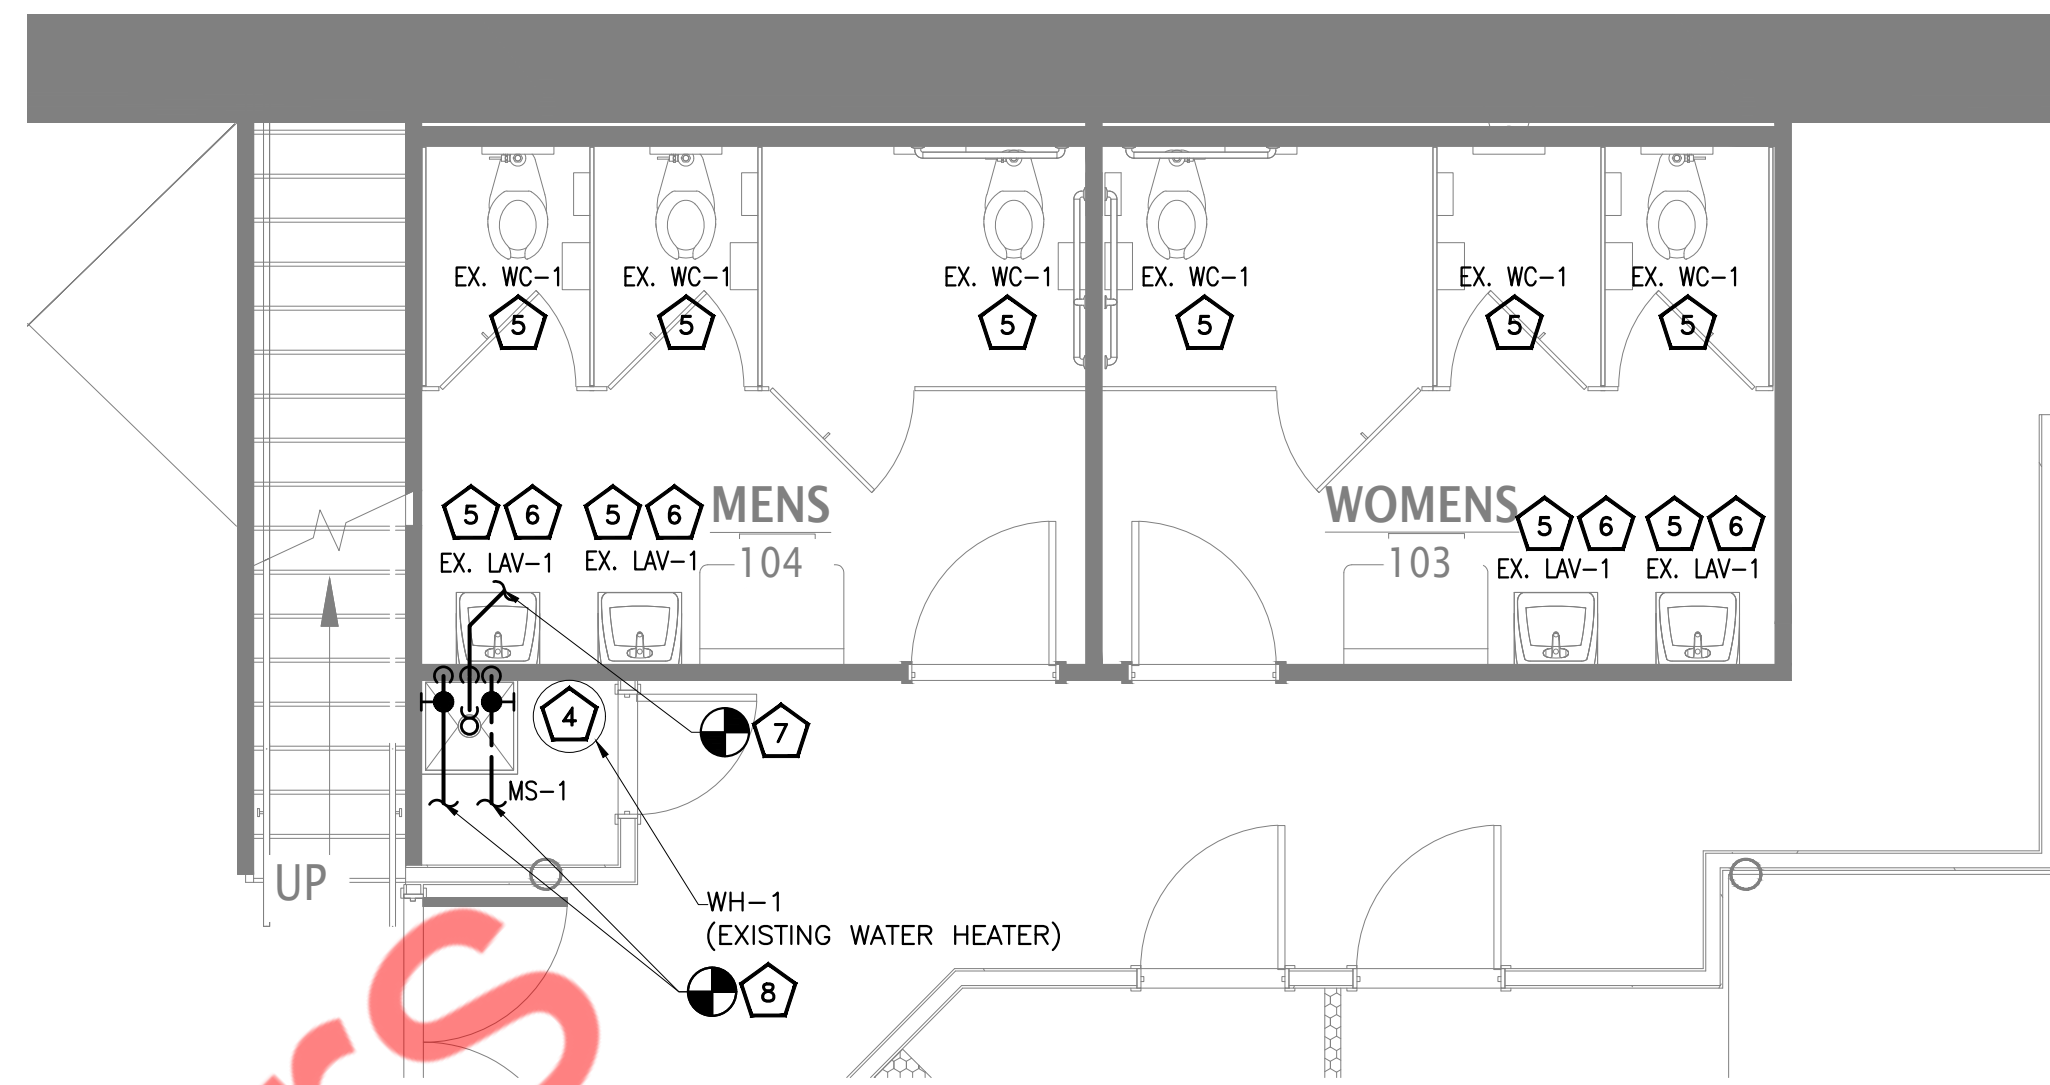 EX. WC-1
EX. WC-1
EX. WC-1
EX. WC-1
EX. WC-1
EX. WC-1
5
5
5
5
5
5
5
6
5
6
MENS
WOMENS
5
6
5
6
EX. LAV-1
EX. LAV-1
104
103
EX. LAV-1
EX. LAV-1
4
7
MS-1
UP
WH-1
(EXISTING WATER HEATER)
8
rs